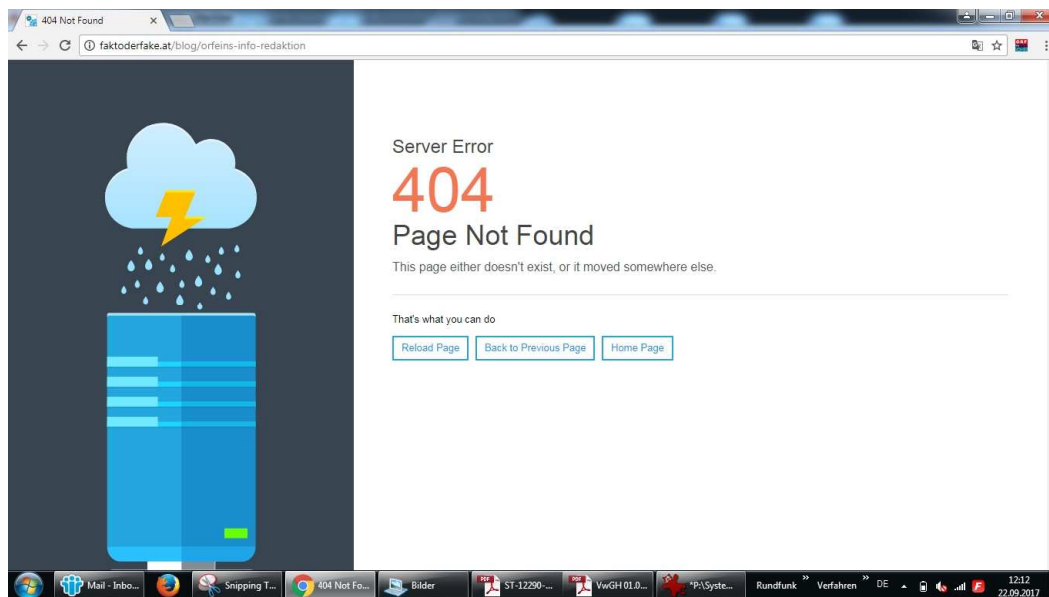 404 Not Found
faktoderfake.at/blog/orfeins-info-redaktion
Server Error
404
Page Not Found
This page either doesn't exist, or it moved somewhere else.
That's what you can do
Reload Page Back to Previous Page Home Page
Mail - Inbo... Snipping T... 404 Not Fo... Bilder ST-12290-... VwGH 01.0... *P:\Syste... Rundfunk » Verfahren » DE 12:12
22.09.2017